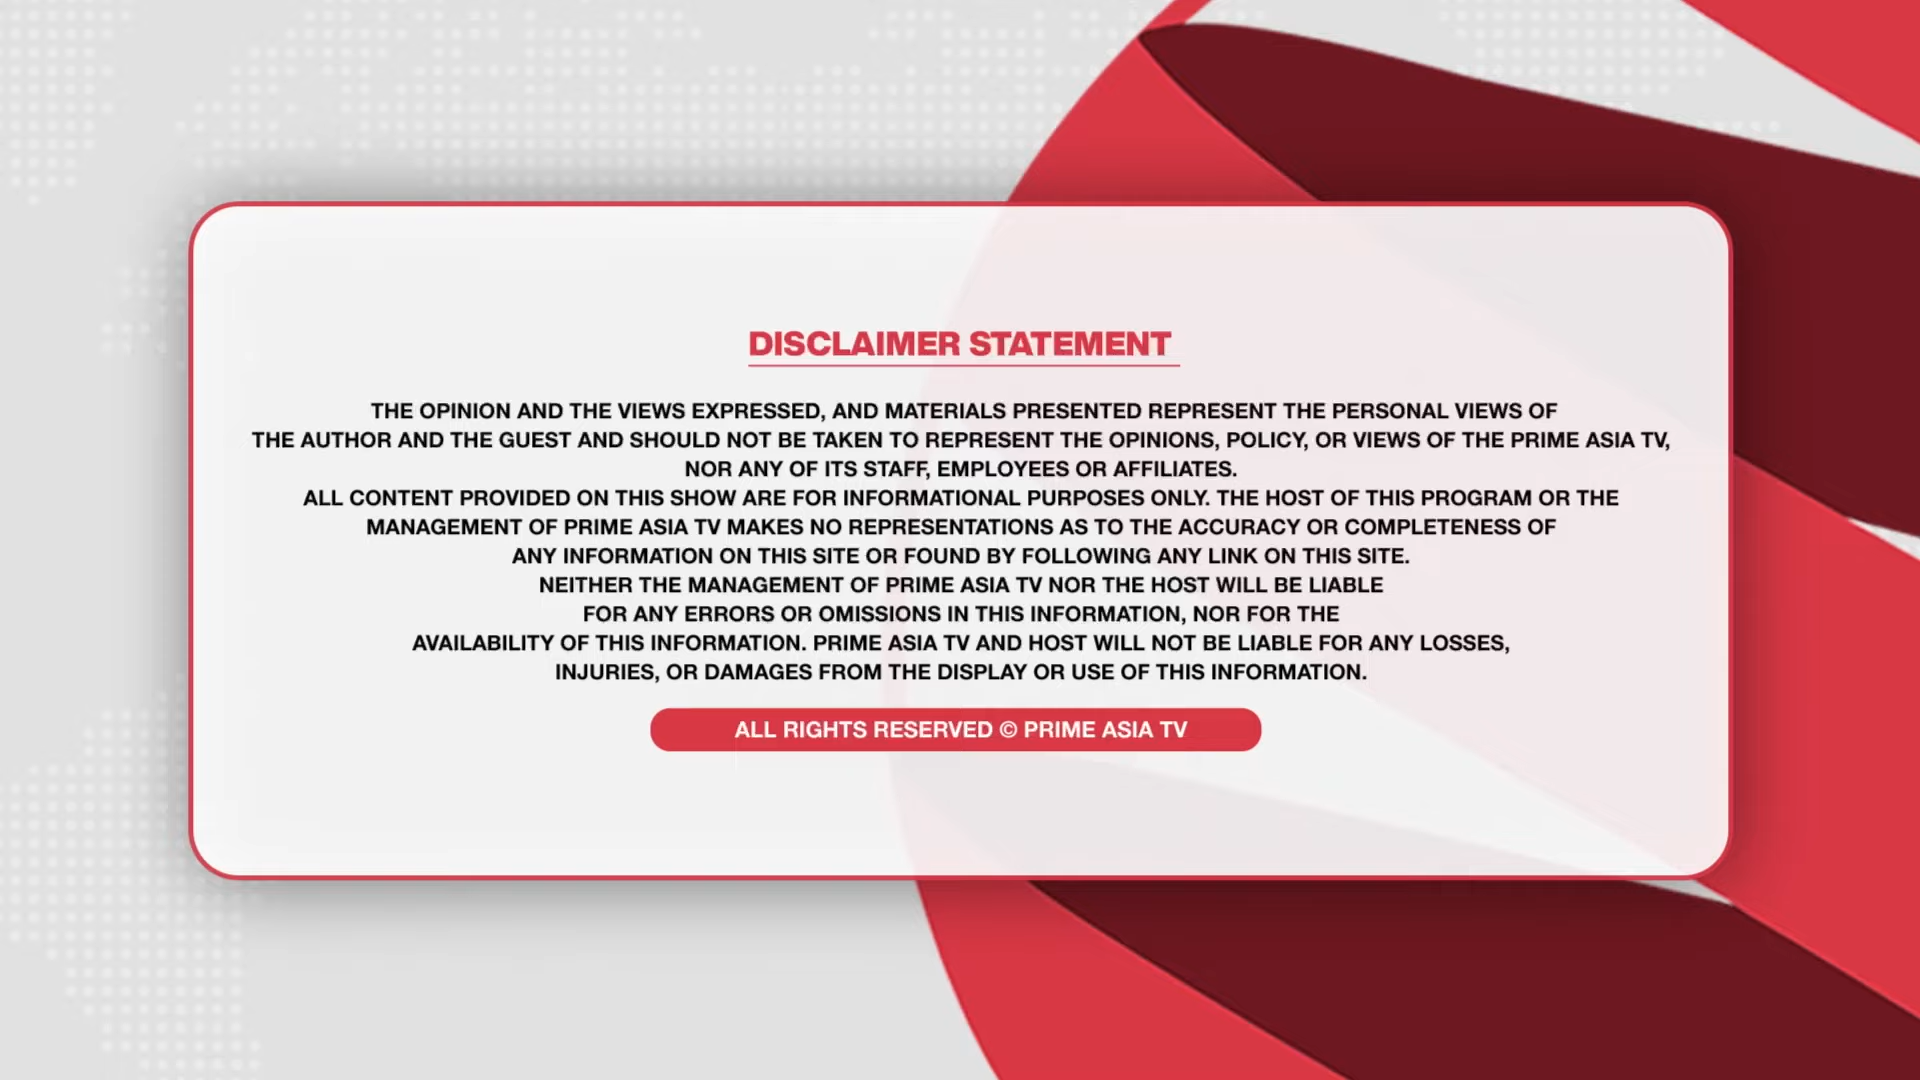 DISCLAIMER STATEMENT
THE OPINION AND THE VIEWS EXPRESSED, AND MATERIALS PRESENTED REPRESENT THE PERSONAL VIEWS OF
THE AUTHOR AND THE GUEST AND SHOULD NOT BE TAKEN TO REPRESENT THE OPINIONS, POLICY, OR VIEWS OF THE PRIME ASIA TV,
NOR ANY OF ITS STAFF, EMPLOYEES OR AFFILIATES.
ALL CONTENT PROVIDED ON THIS SHOW ARE FOR INFORMATIONAL PURPOSES ONLY. THE HOST OF THIS PROGRAM OR THE
MANAGEMENT OF PRIME ASIA TV MAKES NO REPRESENTATIONS AS TO THE ACCURACY OR COMPLETENESS OF
ANY INFORMATION ON THIS SITE OR FOUND BY FOLLOWING ANY LINK ON THIS SITE.
NEITHER THE MANAGEMENT OF PRIME ASIA TV NOR THE HOST WILL BE LIABLE
FOR ANY ERRORS OR OMISSIONS IN THIS INFORMATION, NOR FOR THE
AVAILABILITY OF THIS INFORMATION. PRIME ASIA TV AND HOST WILL NOT BE LIABLE FOR ANY LOSSES,
INJURIES, OR DAMAGES FROM THE DISPLAY OR USE OF THIS INFORMATION.
ALL RIGHTS RESERVED © PRIME ASIA TV